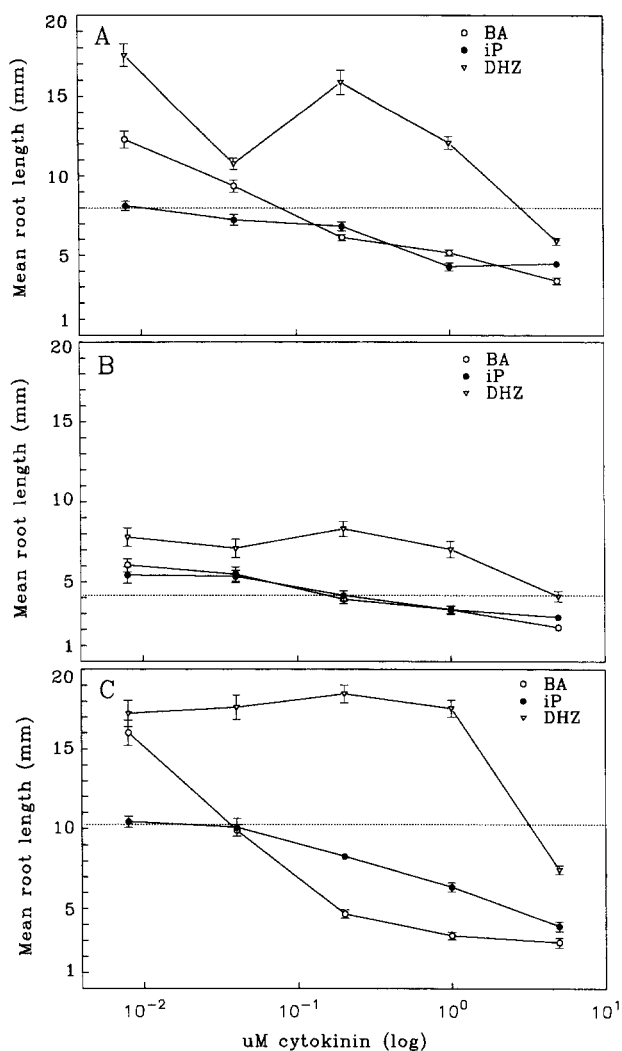 A
BA
iP
DHZ
20
15
10
5
1
Mean root length (mm)
B
BA
iP
DHZ
20
15
10
5
1
Mean root length (mm)
C
BA
iP
DHZ
20
15
10
5
1
Mean root length (mm)
10⁻² 10⁻¹ 10⁰ 10¹
uM cytokinin (log)